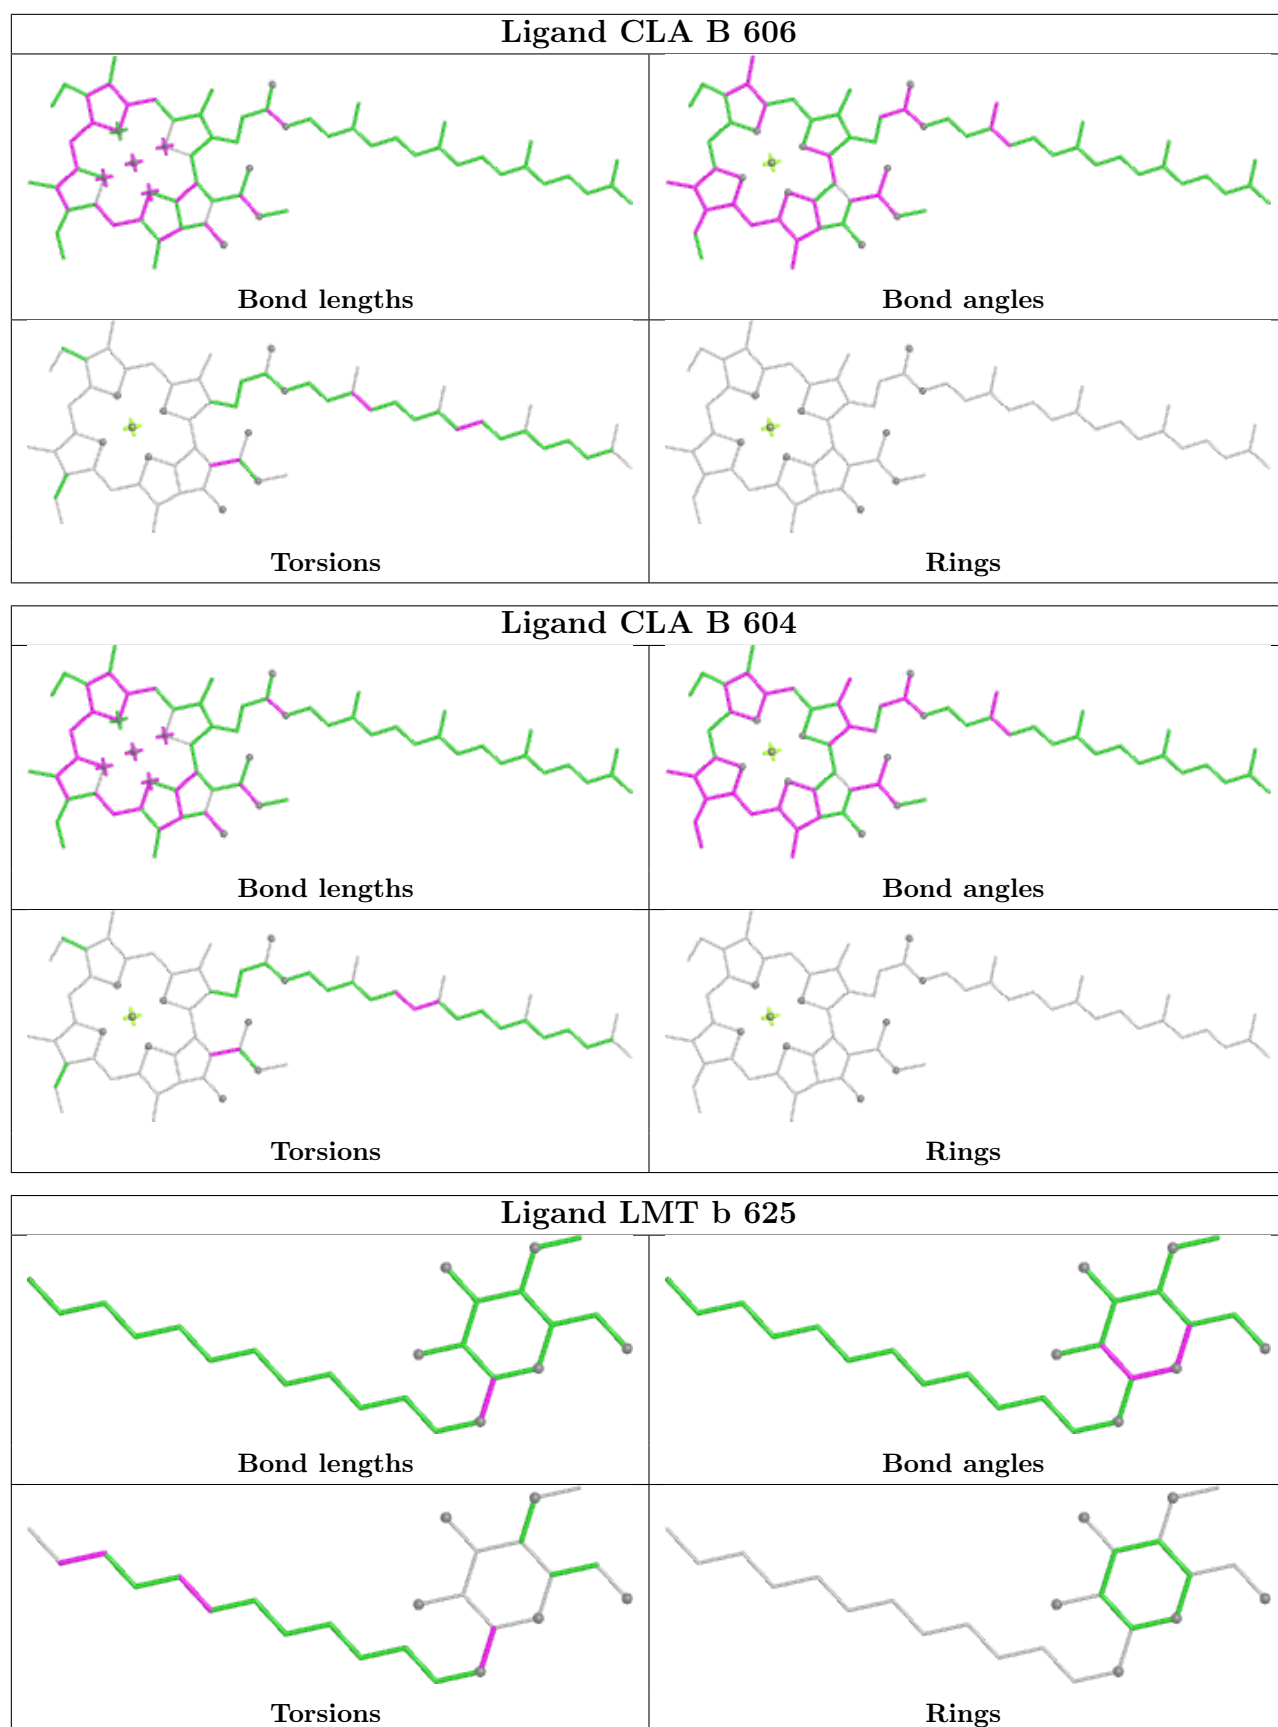 Ligand CLA B 606
Bond lengths
Bond angles
Torsions
Rings
Ligand CLA B 604
Bond lengths
Bond angles
Torsions
Rings
Ligand LMT b 625
Bond lengths
Bond angles
Torsions
Rings